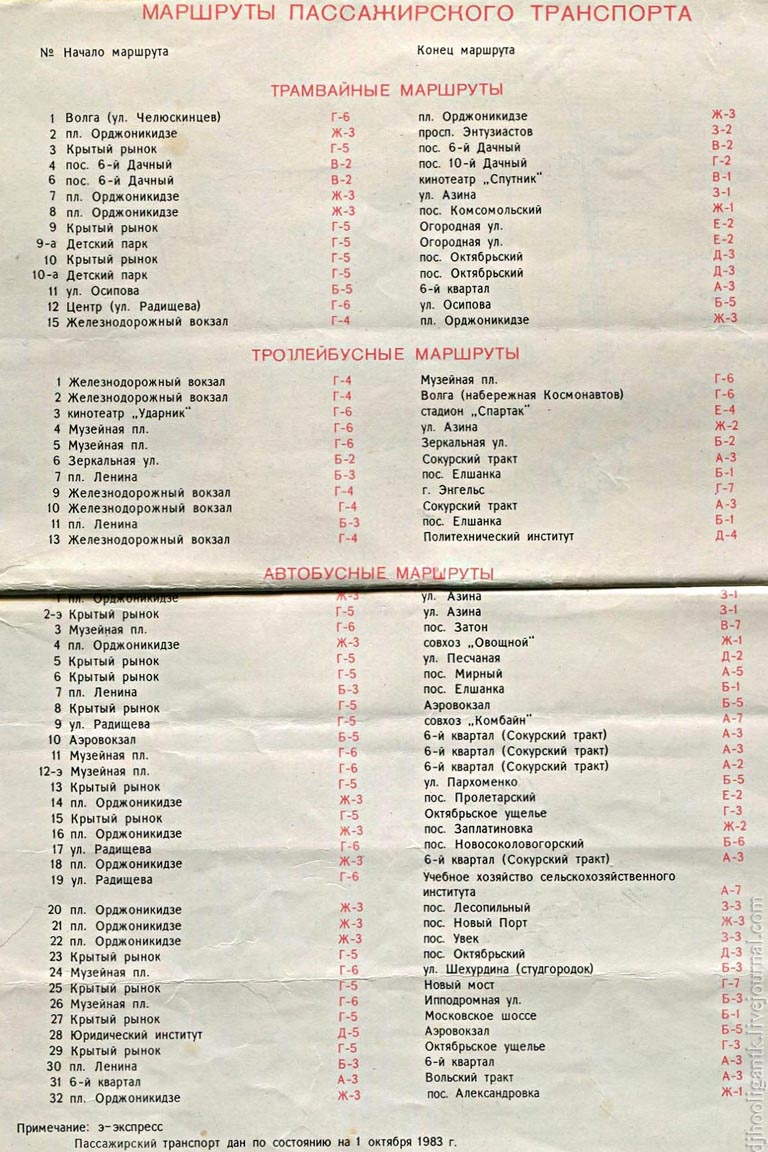 МАРШРУТЫ ПАССАЖИРСКОГО ТРАНСПОРТА
№ Начало маршрута Конец маршрута
ТРАМВАЙНЫЕ МАРШРУТЫ
1 Волга (ул. Челюскинцев) Г-6 пл. Орджоникидзе Ж-3
2 пл. Орджоникидзе Ж-3 просп. Энтузиастов З-2
3 Крытый рынок Г-5 пос. 6-й Дачный В-2
4 пос. 6-й Дачный В-2 пос. 10-й Дачный Г-2
6 пос. 6-й Дачный В-2 кинотеатр „Спутник" В-1
7 пл. Орджоникидзе Ж-3 ул. Азина З-1
8 пл. Орджоникидзе Ж-3 пос. Комсомольский Ж-1
9 Крытый рынок Г-5 Огородная ул. Е-2
9-а Детский парк Г-5 Огородная ул. Е-2
10 Крытый рынок Г-5 пос. Октябрьский Д-3
10-а Детский парк Г-5 пос. Октябрьский Д-3
11 ул. Осипова Б-5 6-й квартал А-3
12 Центр (ул. Радищева) Г-6 ул. Осипова Б-5
15 Железнодорожный вокзал Г-4 пл. Орджоникидзе Ж-3
ТРОЛЛЕЙБУСНЫЕ МАРШРУТЫ
1 Железнодорожный вокзал Г-4 Музейная пл. Г-6
2 Железнодорожный вокзал Г-4 Волга (набережная Космонавтов) Г-6
3 кинотеатр „Ударник" Г-6 стадион „Спартак" Е-4
4 Музейная пл. Г-6 ул. Азина Ж-2
5 Музейная пл. Г-6 Зеркальная ул. Б-2
6 Зеркальная ул. Б-2 Сокурский тракт А-3
7 пл. Ленина Б-3 пос. Елшанка Б-1
9 Железнодорожный вокзал Г-4 г. Энгельс Г-7
10 Железнодорожный вокзал Г-4 Сокурский тракт А-3
11 пл. Ленина Б-3 пос. Елшанка Б-1
13 Железнодорожный вокзал Г-4 Политехнический институт Д-4
АВТОБУСНЫЕ МАРШРУТЫ
1 пл. Орджоникидзе Ж-3 ул. Азина З-1
2-э Крытый рынок Г-5 ул. Азина З-1
3 Музейная пл. Г-6 пос. Затон В-7
4 пл. Орджоникидзе Ж-3 совхоз „Овощной" Ж-1
5 Крытый рынок Г-5 ул. Песчаная Д-2
6 Крытый рынок Г-5 пос. Мирный А-5
7 пл. Ленина Б-3 пос. Елшанка Б-1
8 Крытый рынок Г-5 Аэровокзал Б-5
9 ул. Радищева Г-5 совхоз „Комбайн" А-7
10 Аэровокзал Б-5 6-й квартал (Сокурский тракт) А-3
11 Музейная пл. Г-6 6-й квартал (Сокурский тракт) А-3
12-э Музейная пл. Г-6 6-й квартал (Сокурский тракт) А-2
13 Крытый рынок Г-5 ул. Пархоменко Б-5
14 пл. Орджоникидзе Ж-3 пос. Пролетарский Е-2
15 Крытый рынок Г-5 Октябрьское ущелье Г-3
16 пл. Орджоникидзе Ж-3 пос. Заплатиновка Ж-2
17 ул. Радищева Г-6 пос. Новосоколовогорский Б-6
18 пл. Орджоникидзе Ж-3 6-й квартал (Сокурский тракт) А-3
19 ул. Радищева Г-6 Учебное хозяйство сельскохозяйственного
института А-7
20 пл. Орджоникидзе Ж-3 пос. Лесопильный З-3
21 пл. Орджоникидзе Ж-3 пос. Новый Порт Ж-3
22 пл. Орджоникидзе Ж-3 пос. Увек З-3
23 Крытый рынок Г-5 пос. Октябрьский Д-3
24 Музейная пл. Г-6 ул. Шехурдина (студгородок) Б-3
25 Крытый рынок Г-5 Новый мост Г-7
26 Музейная пл. Г-6 Ипподромная ул. Б-3
27 Крытый рынок Г-5 Московское шоссе Б-1
28 Юридический институт Д-5 Аэровокзал Б-5
29 Крытый рынок Г-5 Октябрьское ущелье Г-3
30 пл. Ленина Б-3 6-й квартал А-3
31 6-й квартал А-3 Вольский тракт А-3
32 пл. Орджоникидзе Ж-3 пос. Александровка Ж-1
Примечание: э-экспресс
Пассажирский транспорт дан по состоянию на 1 октября 1983 г.
djhooligantk.livejournal.com